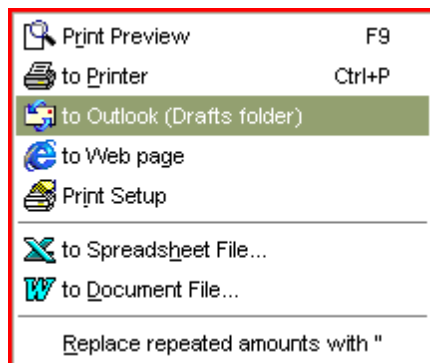 Print Preview F9
to Printer Ctrl+P
to Outlook (Drafts folder)
to Web page
Print Setup
to Spreadsheet File...
to Document File...
Replace repeated amounts with "